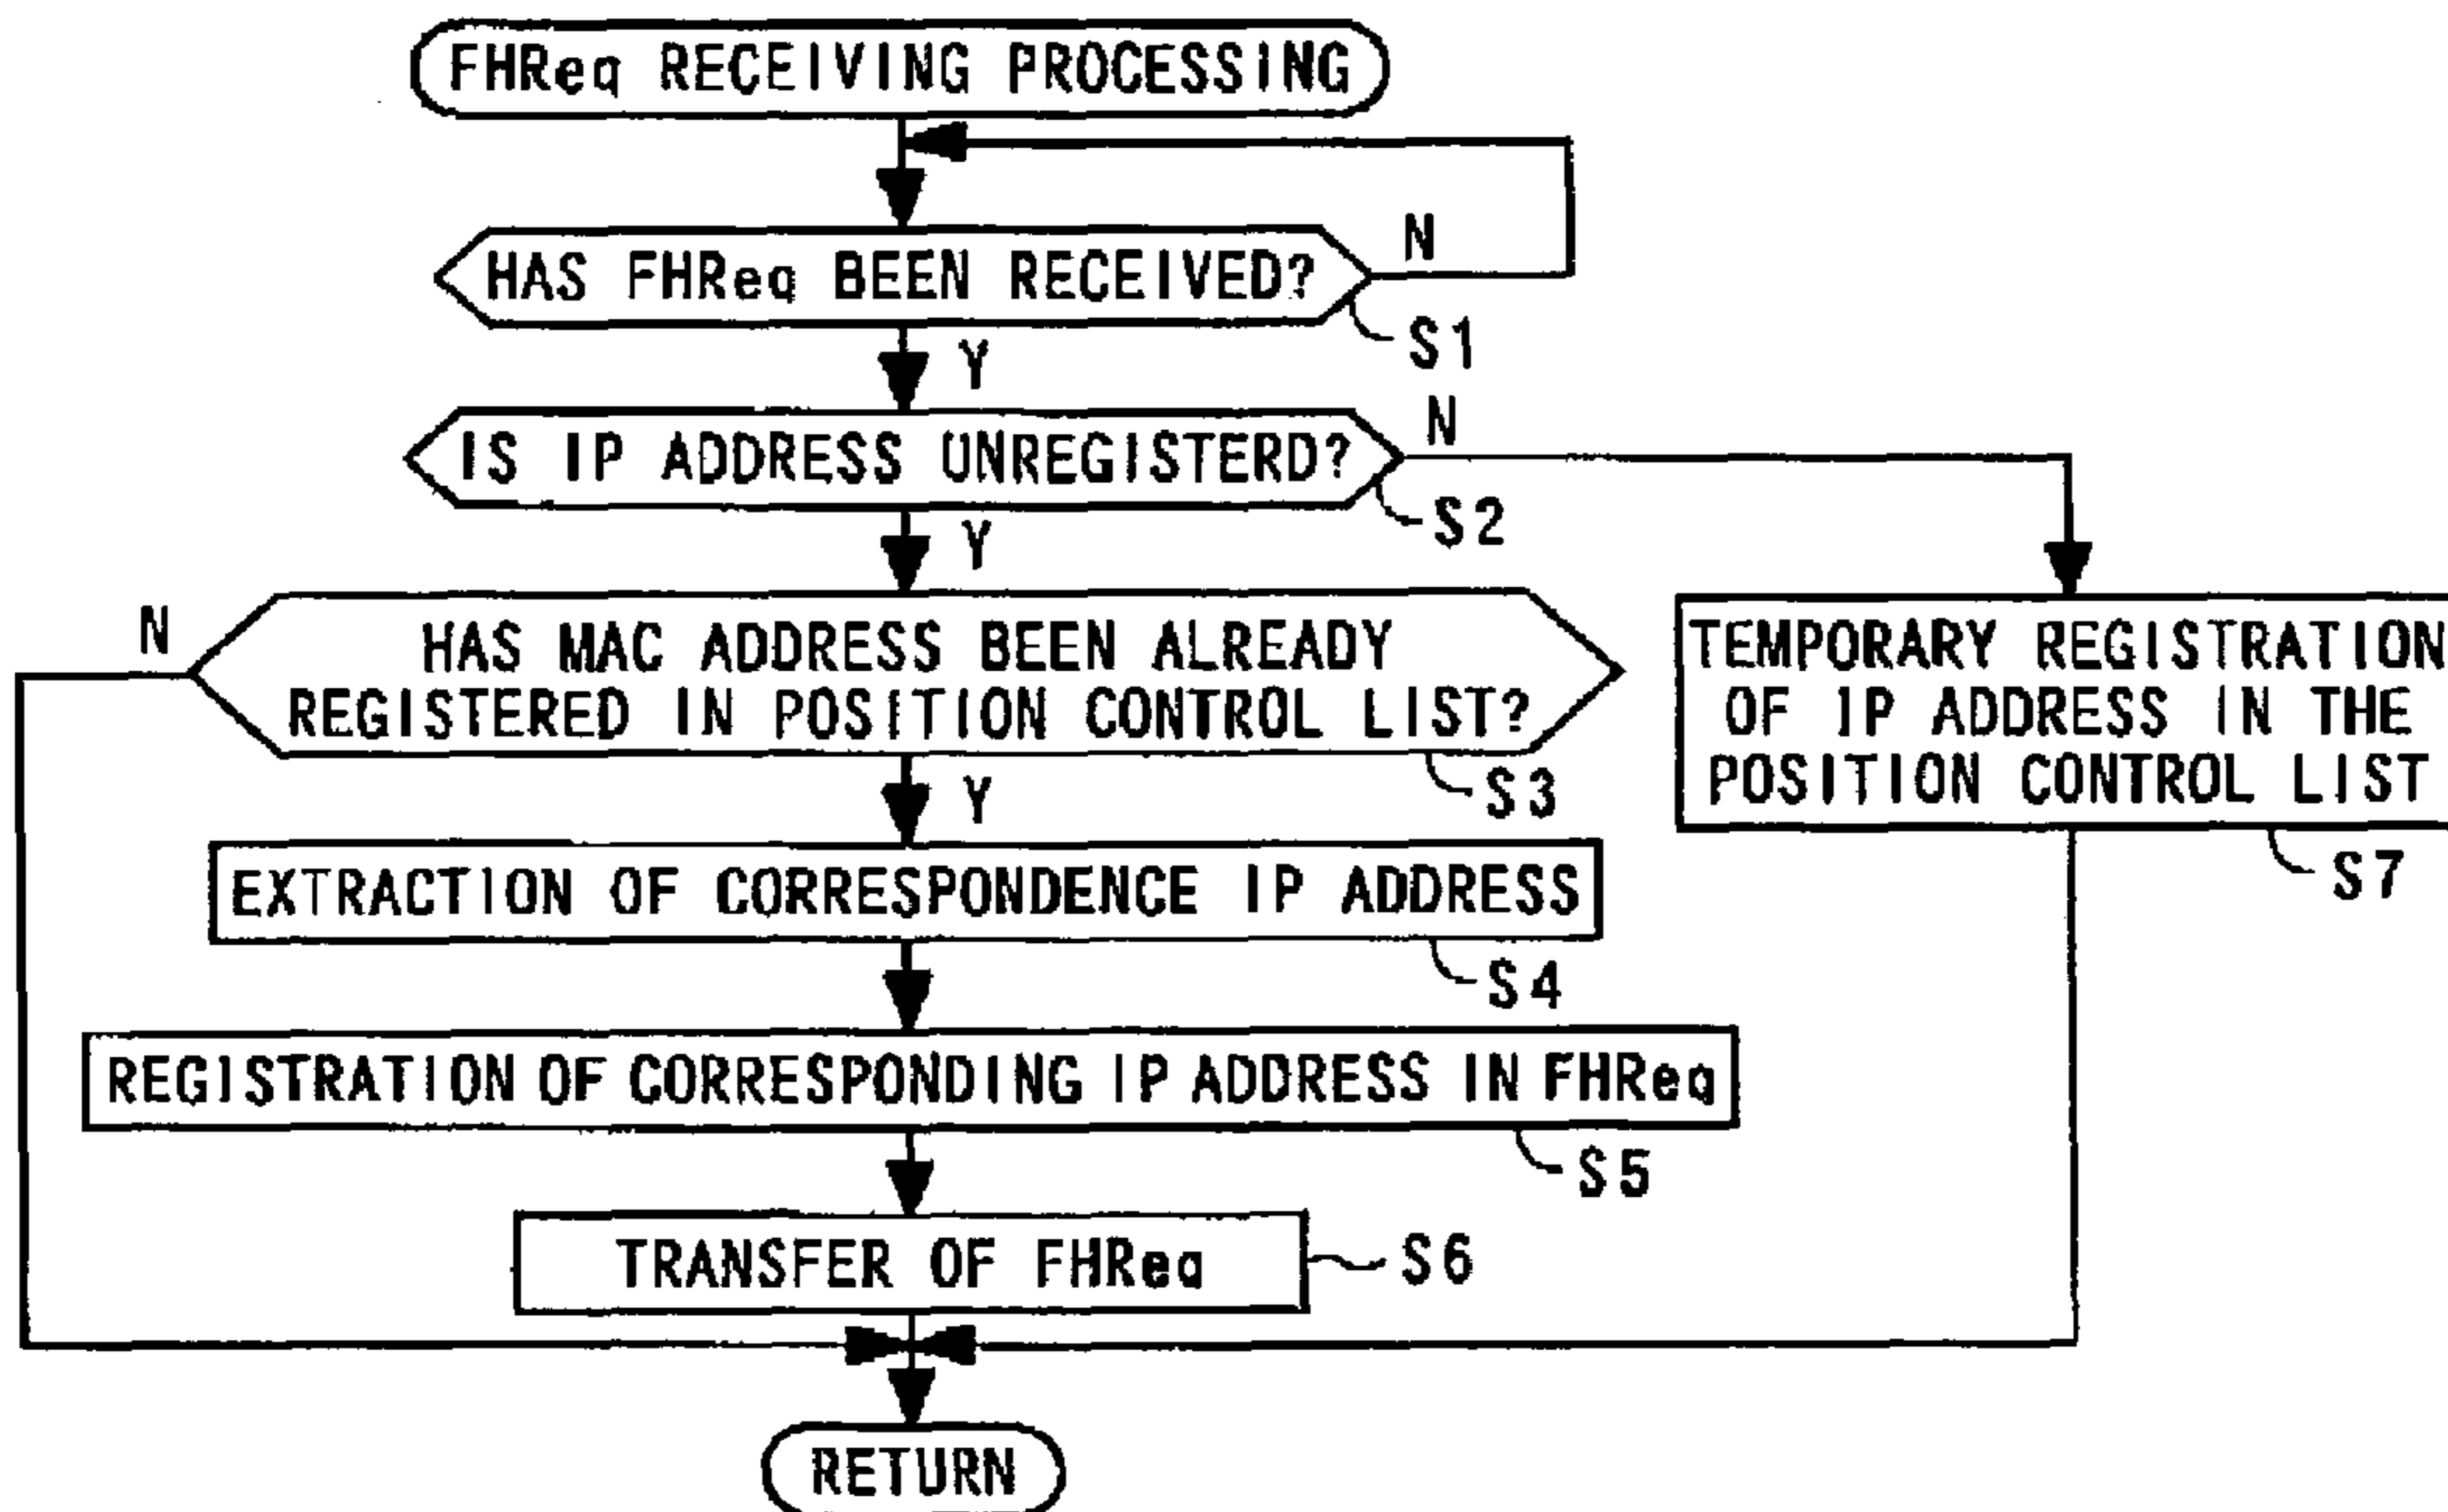 FHReq RECEIVING PROCESSING
N
HAS FHReq BEEN RECEIVED?
S1
Y
N
IS IP ADDRESS UNREGISTERD?
S2
Y
N
HAS MAC ADDRESS BEEN ALREADY
REGISTERED IN POSITION CONTROL LIST?
S3
Y
TEMPORARY REGISTRATION
OF IP ADDRESS IN THE
POSITION CONTROL LIST
S7
EXTRACTION OF CORRESPONDENCE IP ADDRESS
S4
REGISTRATION OF CORRESPONDING IP ADDRESS IN FHReq
S5
TRANSFER OF FHReq
S6
RETURN